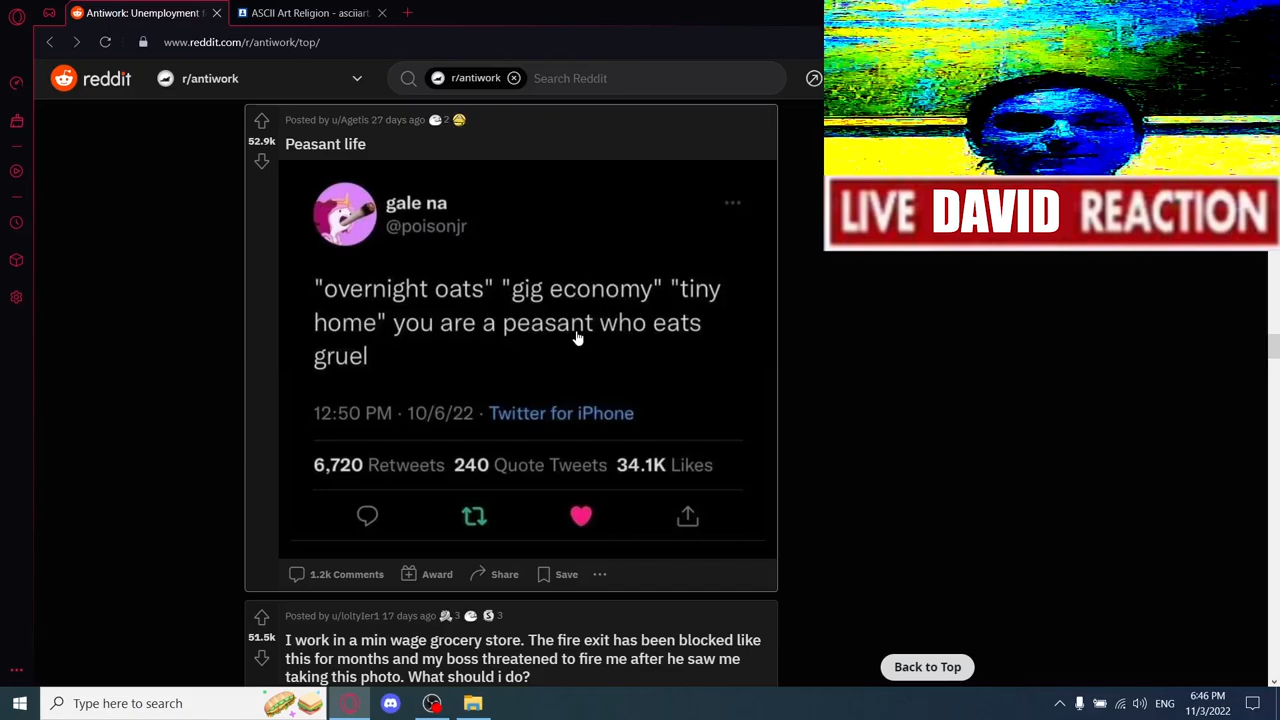 Antiwork: Unemployment f
ASCII Art Religion - asciiart
www.reddit.com/r/antiwork/top/
reddit
r/antiwork
r/antiwork
Search Reddit
Posted by u/Agetis 27 days ago 2
52.9k
Peasant life
gale na
@poisonjr
"overnight oats" "gig economy" "tiny
home" you are a peasant who eats
gruel
12:50 PM · 10/6/22 · Twitter for iPhone
6,720 Retweets 240 Quote Tweets 34.1K Likes
1.2k Comments
Award
Share
Save
Posted by u/loltyler1 17 days ago 3 3
51.5k
I work in a min wage grocery store. The fire exit has been blocked like
this for months and my boss threatened to fire me after he saw me
taking this photo. What should i do?
LIVE DAVID REACTION
Back to Top
Type here to search
ENG
6:46 PM
11/3/2022